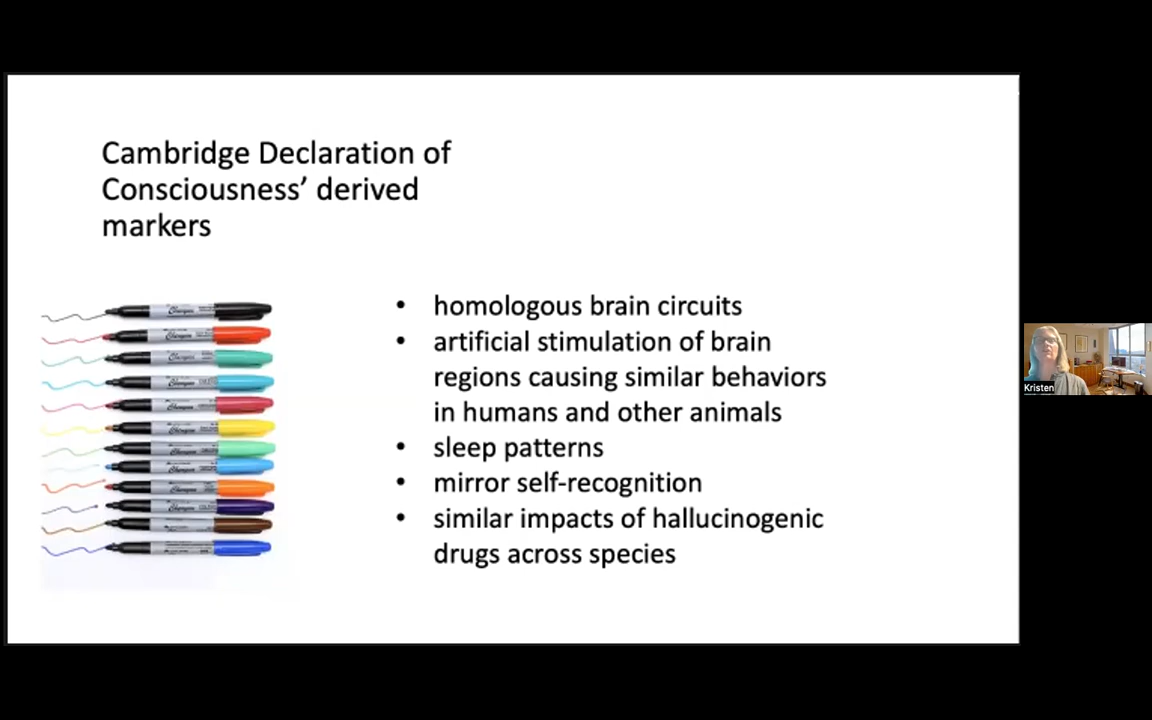 Cambridge Declaration of
Consciousness’ derived
markers
• homologous brain circuits
• artificial stimulation of brain
regions causing similar behaviors
in humans and other animals
• sleep patterns
• mirror self-recognition
• similar impacts of hallucinogenic
drugs across species
Kristen